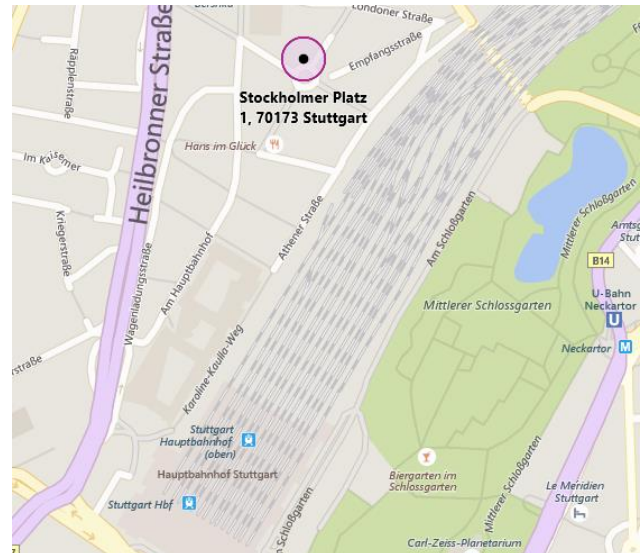 Londoner Straße
Räpplenstraße
Heilbronner Straße
Empfangsstraße
Stockholmer Platz
1, 70173 Stuttgart
Hans im Glück
Im Kaisemer
Kriegerstraße
Athener Straße
Am Schloßgarten
Mittlerer Schloßgarten
B14
U-Bahn
Neckartor
U
Wagenladungsstraße
Am Hauptbahnhof
Mittlerer Schlossgarten
Neckartor
M
Karoline-Kaulla-Weg
Stuttgart
Hauptbahnhof
(oben)
Hauptbahnhof Stuttgart
Biergarten im
Schlossgarten
Mittlerer Schloßgarten
Le Meridien
Stuttgart
Stuttgart Hbf
Am Schloßgarten
Carl-Zeiss-Planetarium